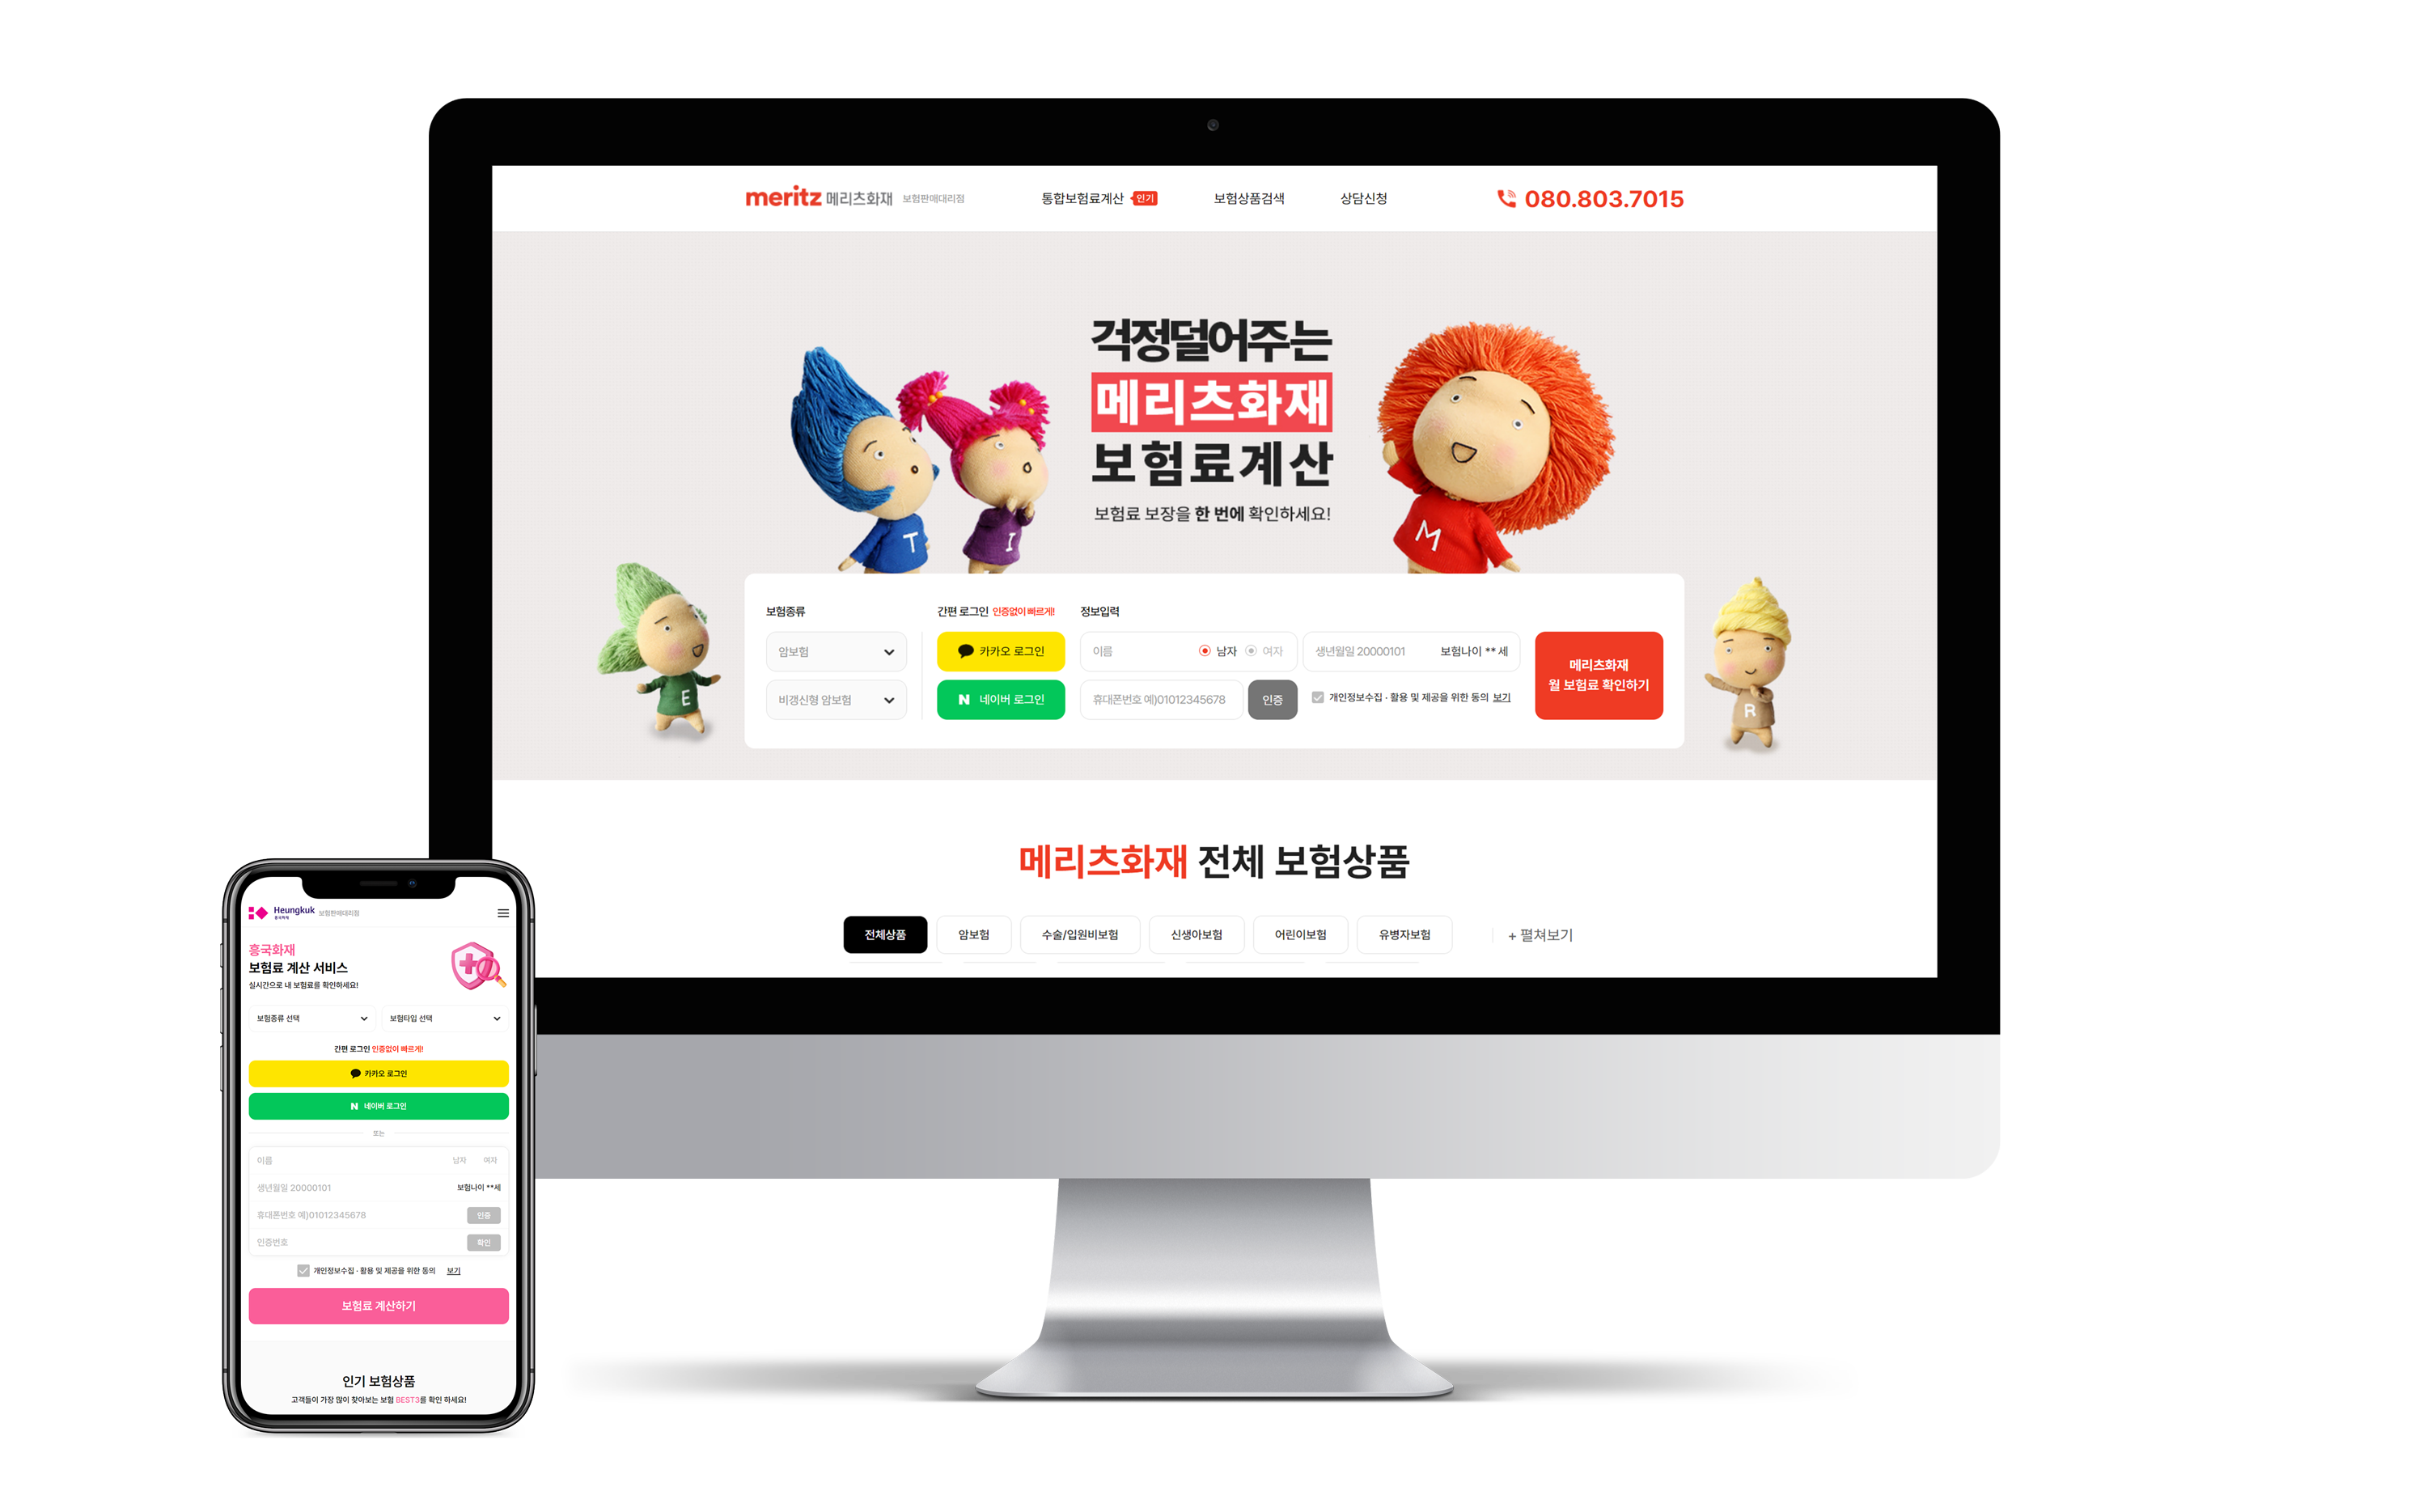 meritz 메리츠화재 보험판매대리점
통합보험료계산 인기 보험상품검색 상담신청 080.803.7015
걱정덜어주는
메리츠화재
보험료계산
보험료 보장을 한 번에 확인하세요!
T I M E R
보험종류 간편 로그인 인증없이 빠르게! 정보입력
암보험 카카오 로그인 이름 남자 여자 생년월일 20000101 보험나이 ** 세
비갱신형 암보험 N 네이버 로그인 휴대폰번호 예)01012345678 인증 개인정보수집 · 활용 및 제공을 위한 동의 보기
메리츠화재
월 보험료 확인하기
메리츠화재 전체 보험상품
전체상품 암보험 수술/입원비보험 신생아보험 어린이보험 유병자보험 + 펼쳐보기
Heungkuk 흥국화재 보험판매대리점
흥국화재
보험료 계산 서비스
실시간으로 내 보험료를 확인하세요!
보험종류 선택 보험타입 선택
간편 로그인 인증없이 빠르게!
카카오 로그인
N 네이버 로그인
또는
이름 남자 여자
생년월일 20000101 보험나이 **세
휴대폰번호 예)01012345678 인증
인증번호 확인
개인정보수집 · 활용 및 제공을 위한 동의 보기
보험료 계산하기
인기 보험상품
고객들이 가장 많이 찾아보는 보험 BEST3를 확인 하세요!